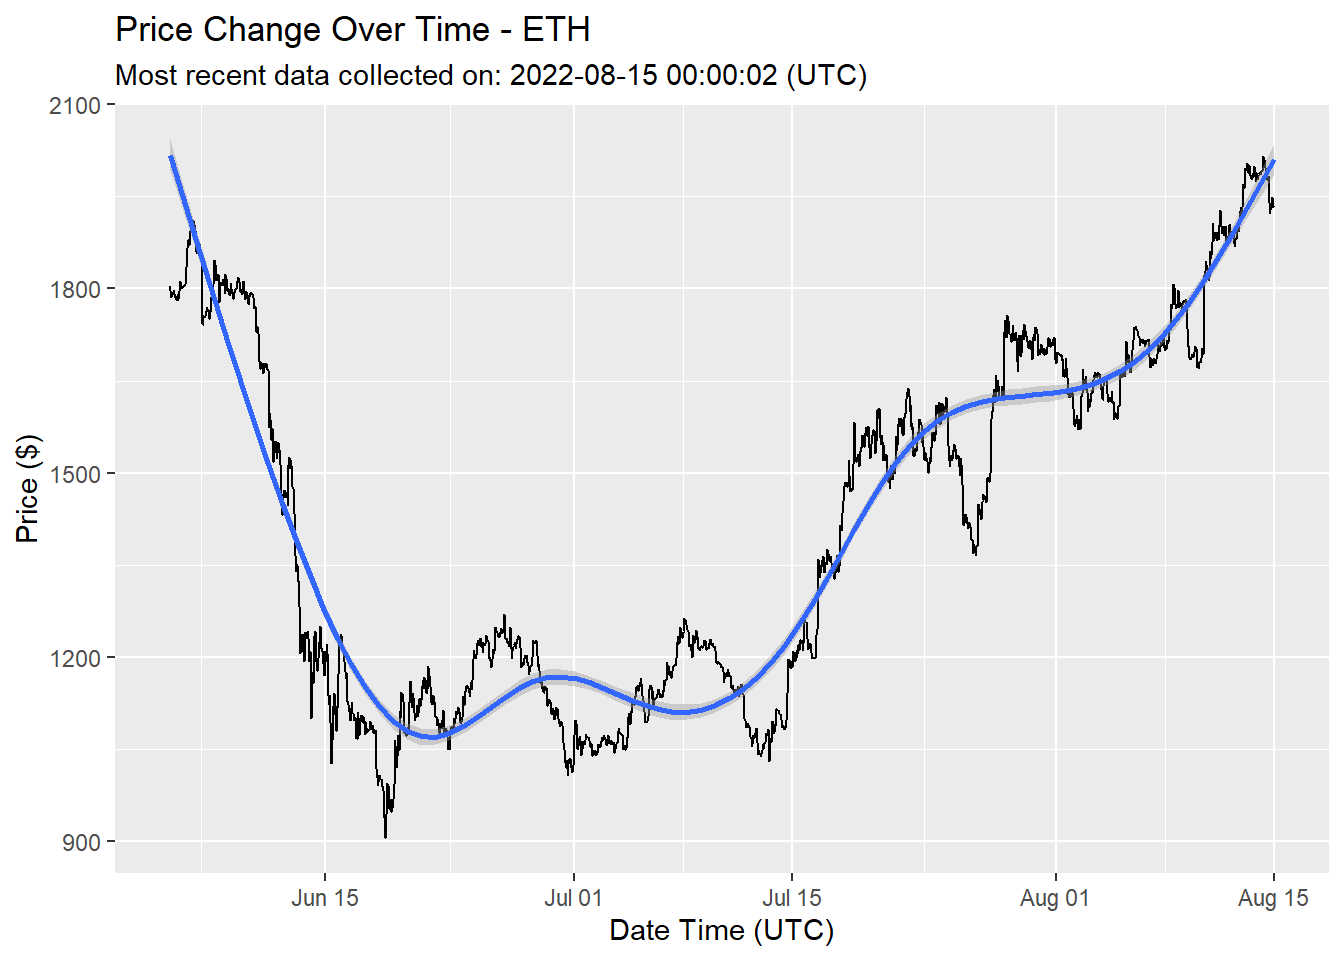 Price Change Over Time - ETH
Most recent data collected on: 2022-08-15 00:00:02 (UTC)
2100
1800
1500
1200
900
Price ($)
Jun 15
Jul 01
Jul 15
Aug 01
Aug 15
Date Time (UTC)